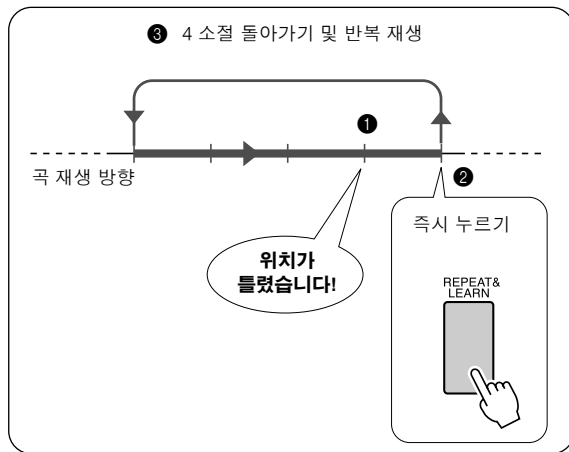 ❸ 4 소절 돌아가기 및 반복 재생
❶
곡 재생 방향
❷
위치가
틀렸습니다!
즉시 누르기
REPEAT&
LEARN